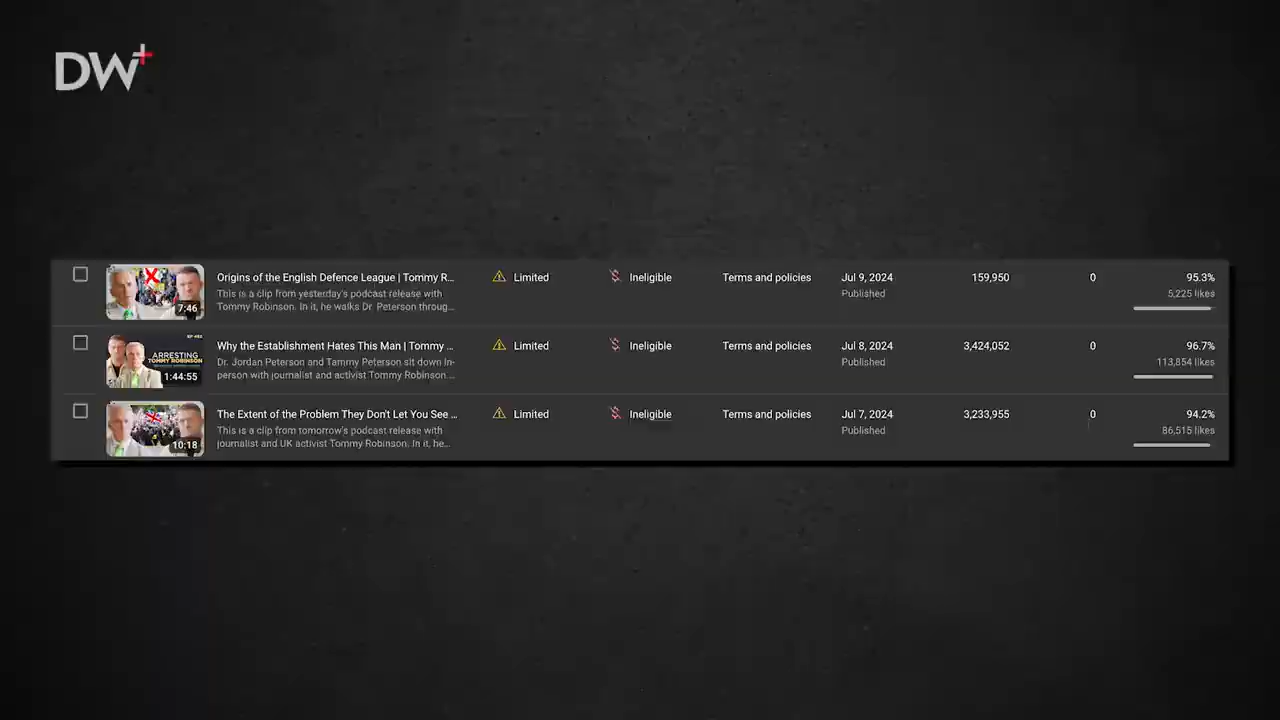 DW+
Origins of the English Defence League | Tommy R... Limited Ineligible Terms and policies Jul 9, 2024 159,950 0 95.3%
This is a clip from yesterday's podcast release with Published 5,225 likes
Tommy Robinson. In it, he walks Dr. Peterson throug...
7:46
Why the Establishment Hates This Man | Tommy ... Limited Ineligible Terms and policies Jul 8, 2024 3,424,052 0 96.7%
Dr. Jordan Peterson and Tammy Peterson sit down in- Published 113,854 likes
person with journalist and activist Tommy Robinson...
ARRESTING
TOMMY ROBINSON
1:44:55
The Extent of the Problem They Don't Let You See ... Limited Ineligible Terms and policies Jul 7, 2024 3,233,955 0 94.2%
This is a clip from tomorrow's podcast release with Published 86,515 likes
journalist and UK activist Tommy Robinson. In it, he...
10:18